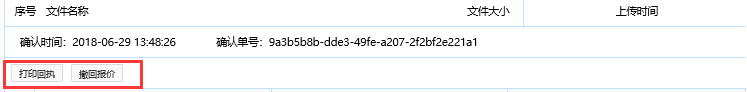 序号 文件名称 文件大小 上传时间
确认时间：2018-06-29 13:48:26 确认单号：9a3b5b8b-dde3-49fe-a207-2f2bf2e221a1
打印回执 撤回报价